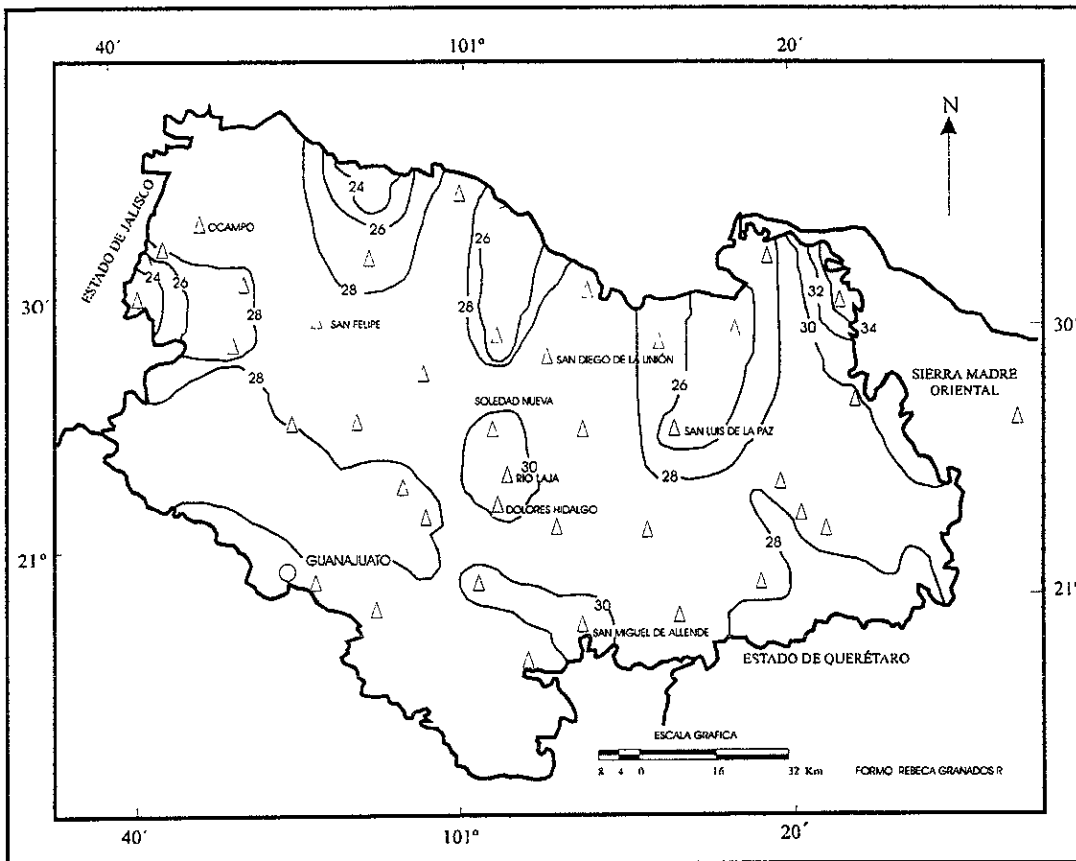 40´ 101° 20´
N
24
26
OCAMPO
ESTADO DE JALISCO
26
24
26
32
28
28
28
30´
30
34
SAN FELIPE
30´
SAN DIEGO DE LA UNIÓN
28
26
SIERRA MADRE
ORIENTAL
SOLEDAD NUEVA
SAN LUIS DE LA PAZ
30
RIO LAJA
28
DOLORES HIDALGO
28
21°
GUANAJUATO
21°
30
SAN MIGUEL DE ALLENDE
ESTADO DE QUERÉTARO
ESCALA GRAFICA
8 4 0 16 32 Km
FORMO REBECA GRANADOS R
40´ 101° 20´